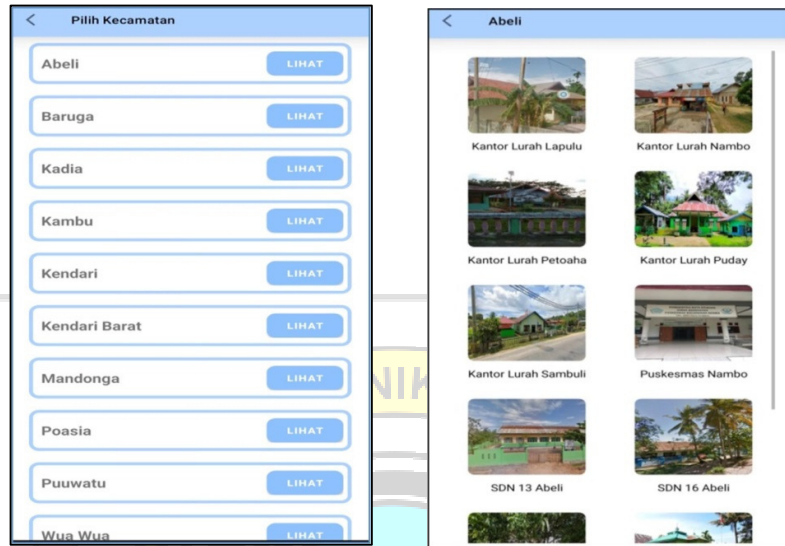 Pilih Kecamatan
Abeli LIHAT
Baruga LIHAT
Kadia LIHAT
Kambu LIHAT
Kendari LIHAT
Kendari Barat LIHAT
Mandonga LIHAT
Poasia LIHAT
Puuwatu LIHAT
Wua Wua LIHAT
Abeli
Kantor Lurah Lapulu Kantor Lurah Nambo
Kantor Lurah Petoaha Kantor Lurah Puday
Kantor Lurah Sambuli Puskesmas Nambo
SDN 13 Abeli SDN 16 Abeli
NIK